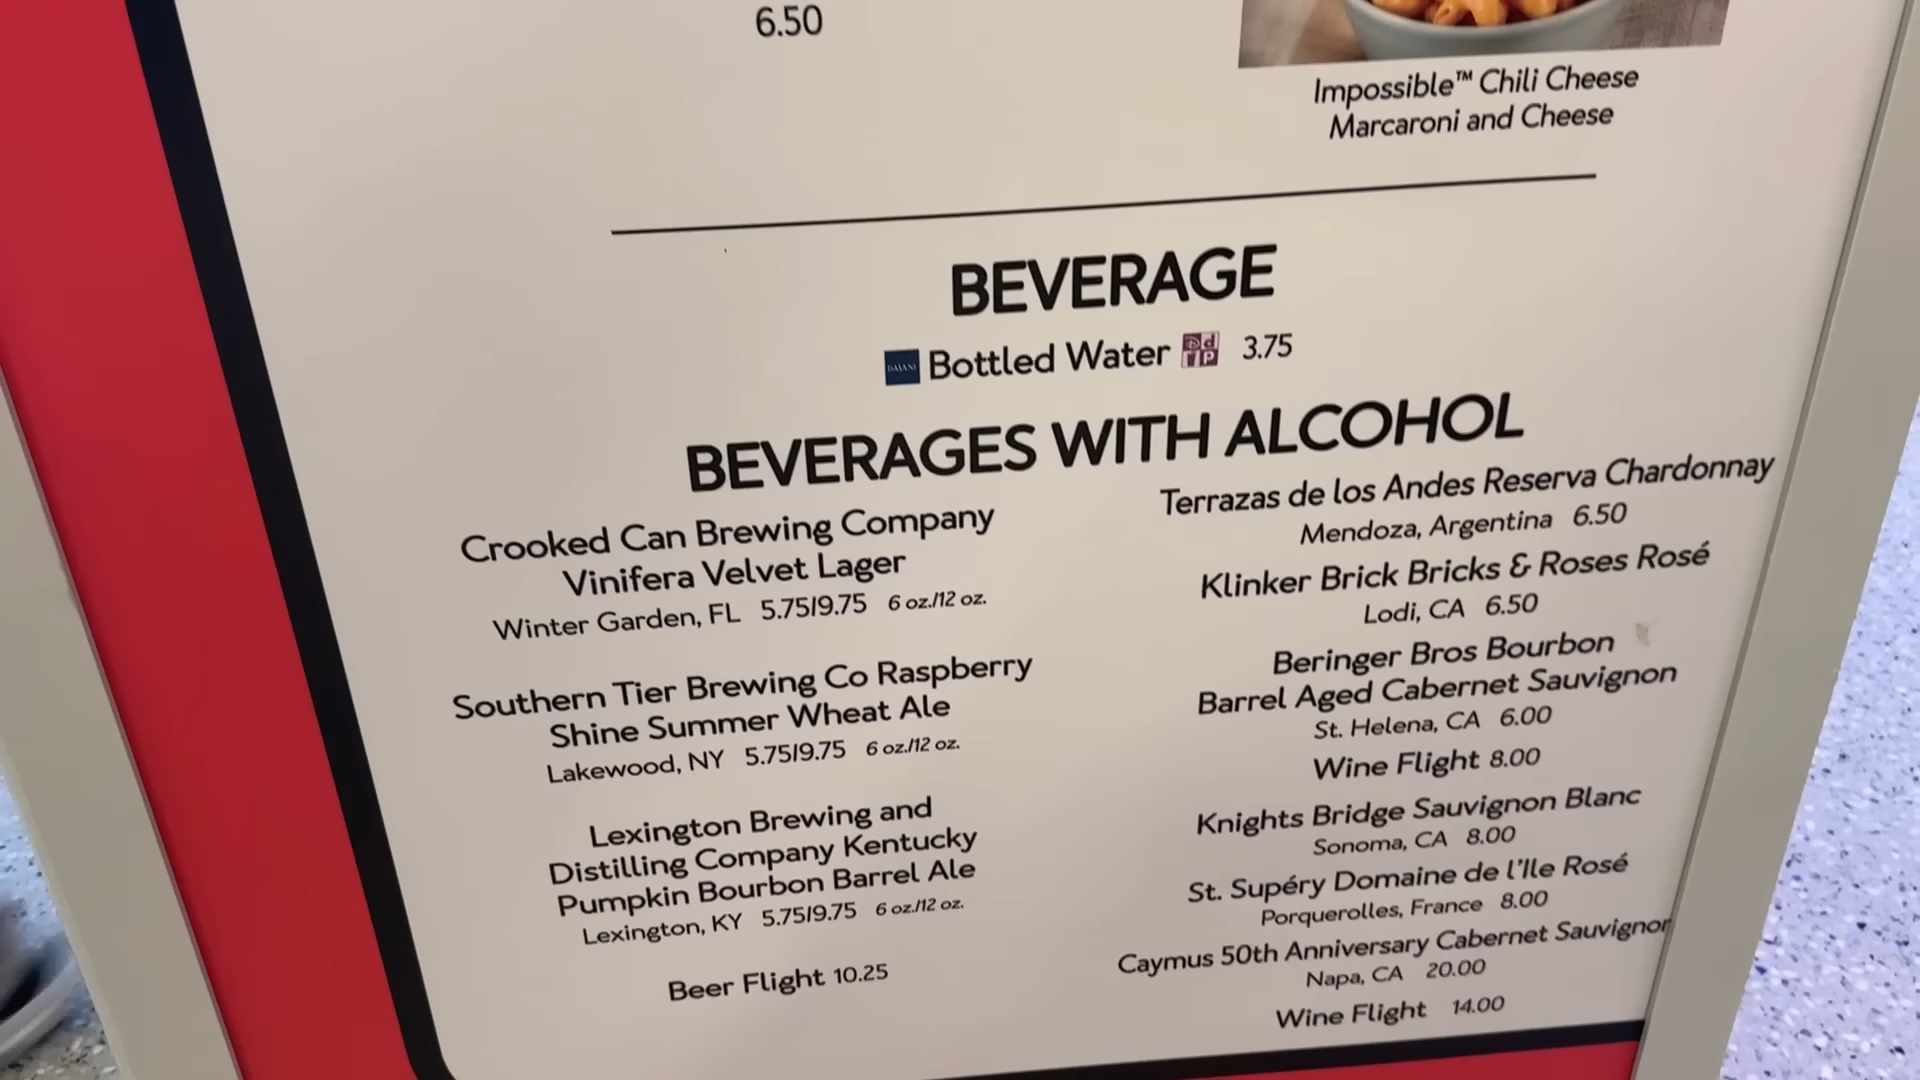 6.50
Impossible™ Chili Cheese
Marcaroni and Cheese
BEVERAGE
DASANI Bottled Water 3.75
BEVERAGES WITH ALCOHOL
Crooked Can Brewing Company
Vinifera Velvet Lager
Winter Garden, FL 5.75/9.75 6 oz./12 oz.
Southern Tier Brewing Co Raspberry
Shine Summer Wheat Ale
Lakewood, NY 5.75/9.75 6 oz./12 oz.
Lexington Brewing and
Distilling Company Kentucky
Pumpkin Bourbon Barrel Ale
Lexington, KY 5.75/9.75 6 oz./12 oz.
Beer Flight 10.25
Terrazas de los Andes Reserva Chardonnay
Mendoza, Argentina 6.50
Klinker Brick Bricks & Roses Rosé
Lodi, CA 6.50
Beringer Bros Bourbon
Barrel Aged Cabernet Sauvignon
St. Helena, CA 6.00
Wine Flight 8.00
Knights Bridge Sauvignon Blanc
Sonoma, CA 8.00
St. Supéry Domaine de l'Ile Rosé
Porquerolles, France 8.00
Caymus 50th Anniversary Cabernet Sauvignon
Napa, CA 20.00
Wine Flight 14.00